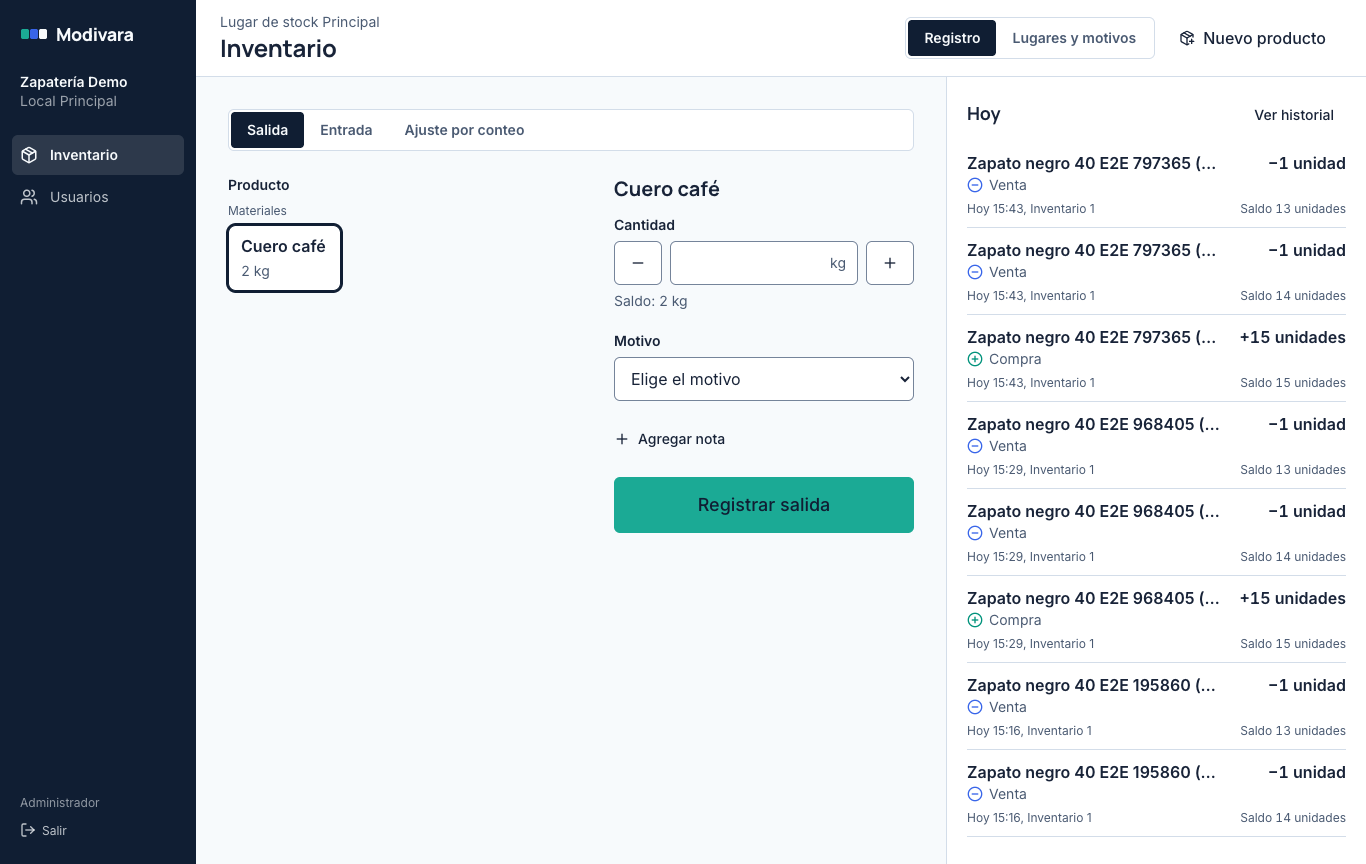 Modivara
Zapatería Demo
Local Principal
Inventario
Usuarios
Administrador
Salir
Lugar de stock Principal
Inventario
Registro
Lugares y motivos
Nuevo producto
Salida
Entrada
Ajuste por conteo
Producto
Materiales
Cuero café
2 kg
Cuero café
Cantidad
−
kg
+
Saldo: 2 kg
Motivo
Elige el motivo
+ Agregar nota
Registrar salida
Hoy
Ver historial
Zapato negro 40 E2E 797365 (... −1 unidad
Venta
Hoy 15:43, Inventario 1 Saldo 13 unidades
Zapato negro 40 E2E 797365 (... −1 unidad
Venta
Hoy 15:43, Inventario 1 Saldo 14 unidades
Zapato negro 40 E2E 797365 (... +15 unidades
Compra
Hoy 15:43, Inventario 1 Saldo 15 unidades
Zapato negro 40 E2E 968405 (... −1 unidad
Venta
Hoy 15:29, Inventario 1 Saldo 13 unidades
Zapato negro 40 E2E 968405 (... −1 unidad
Venta
Hoy 15:29, Inventario 1 Saldo 14 unidades
Zapato negro 40 E2E 968405 (... +15 unidades
Compra
Hoy 15:29, Inventario 1 Saldo 15 unidades
Zapato negro 40 E2E 195860 (... −1 unidad
Venta
Hoy 15:16, Inventario 1 Saldo 13 unidades
Zapato negro 40 E2E 195860 (... −1 unidad
Venta
Hoy 15:16, Inventario 1 Saldo 14 unidades